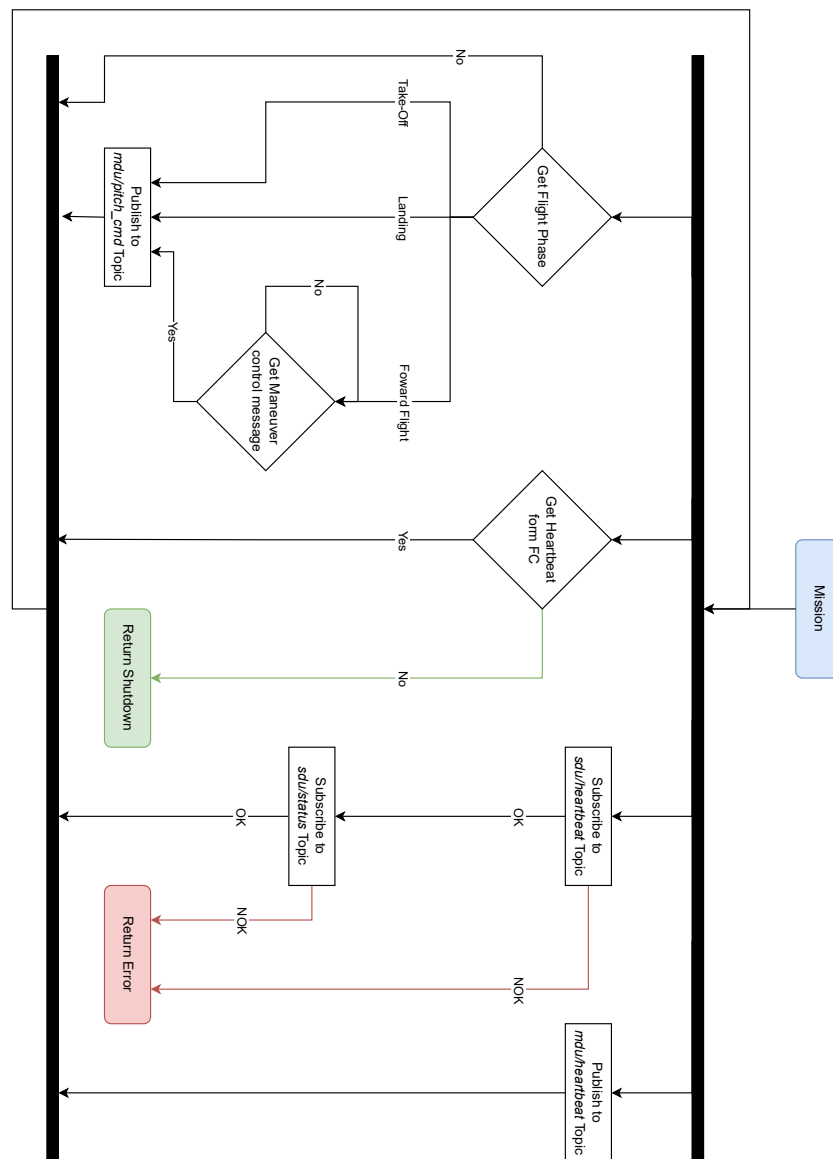 Mission
Get Flight Phase
No
Take-Off
Landing
Foward Flight
Get Maneuver
control message
No
Yes
Publish to
mdu/pitch_cmd Topic
Get Heartbeat
form FC
Yes
No
Return Shutdown
Subscribe to
sdu/heartbeat Topic
OK
NOK
Subscribe to
sdu/status Topic
OK
NOK
Return Error
Publish to
mdu/heartbeat Topic